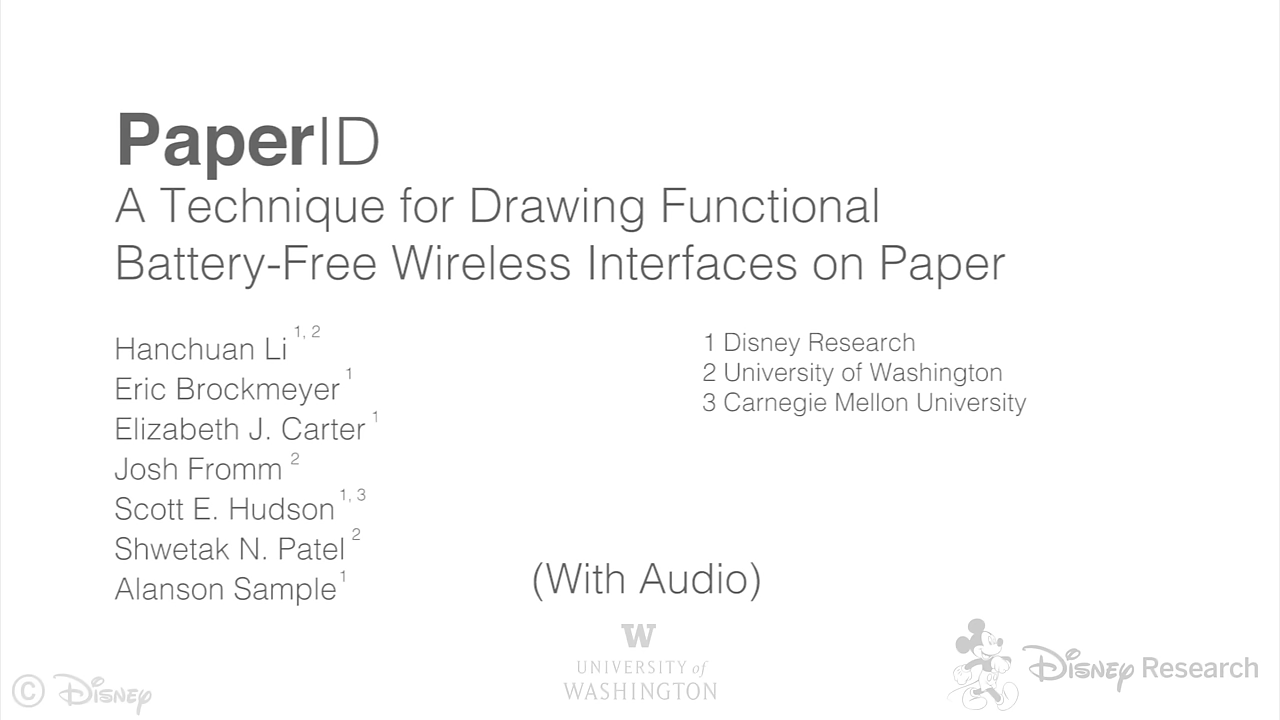 PaperID
A Technique for Drawing Functional
Battery-Free Wireless Interfaces on Paper
Hanchuan Li 1, 2
Eric Brockmeyer 1
Elizabeth J. Carter 1
Josh Fromm 2
Scott E. Hudson 1, 3
Shwetak N. Patel 2
Alanson Sample 1
1 Disney Research
2 University of Washington
3 Carnegie Mellon University
(With Audio)
W
UNIVERSITY of
WASHINGTON
© Disney
Disney Research